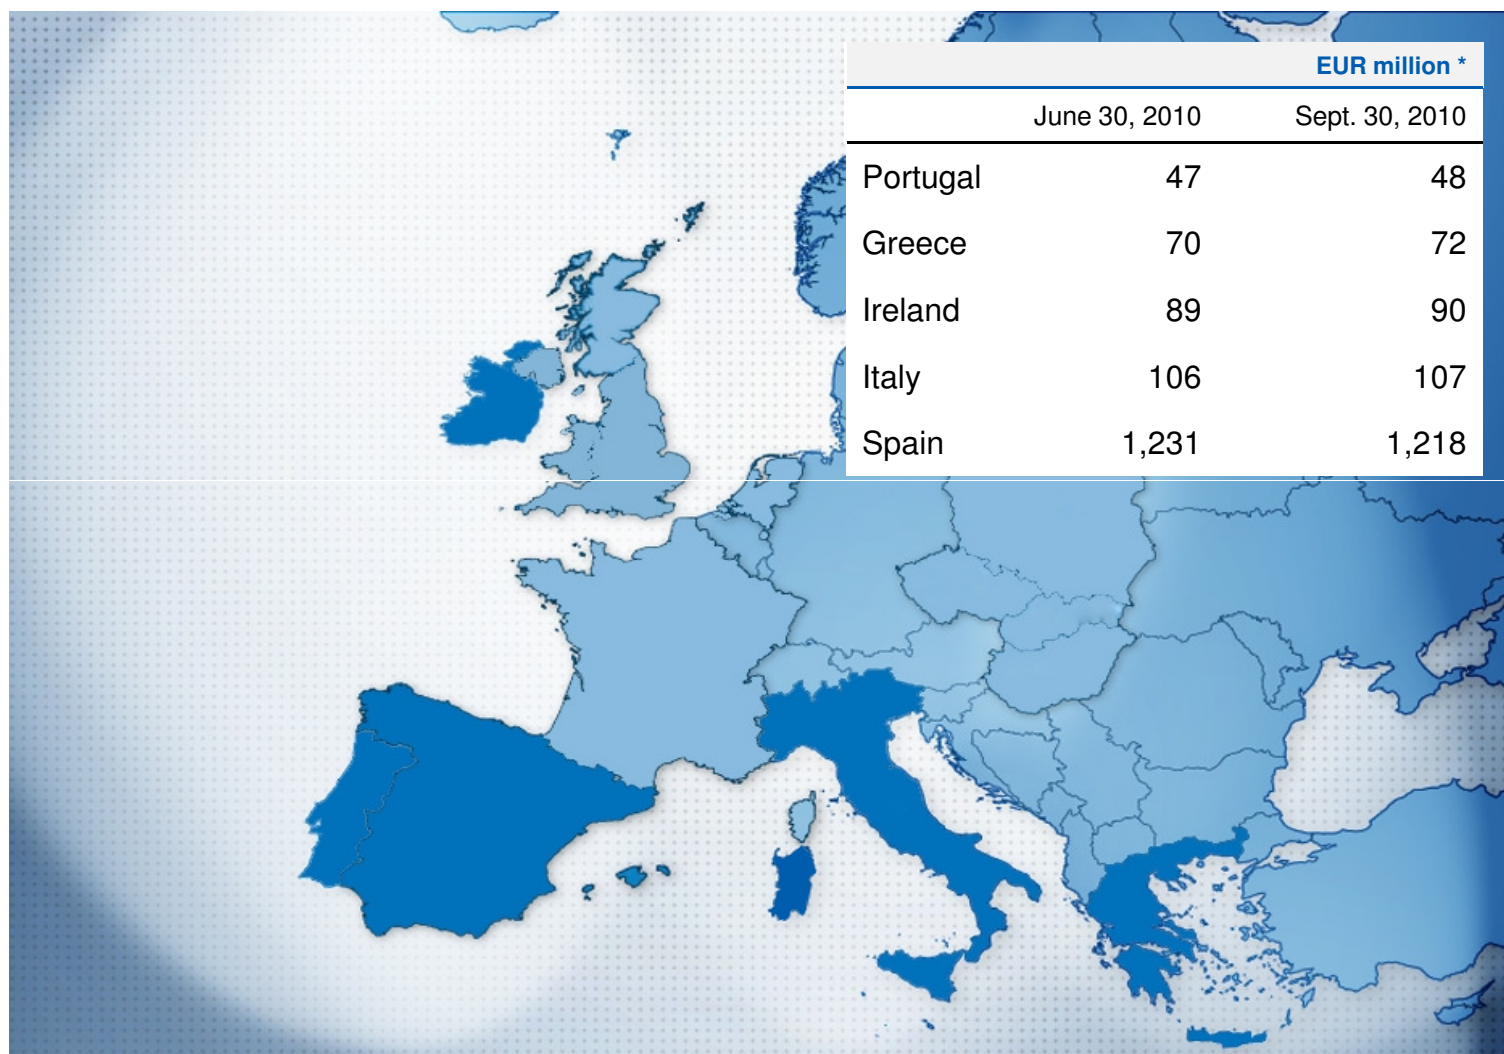 EUR million *
June 30, 2010 Sept. 30, 2010
Portugal 47 48
Greece 70 72
Ireland 89 90
Italy 106 107
Spain 1,231 1,218